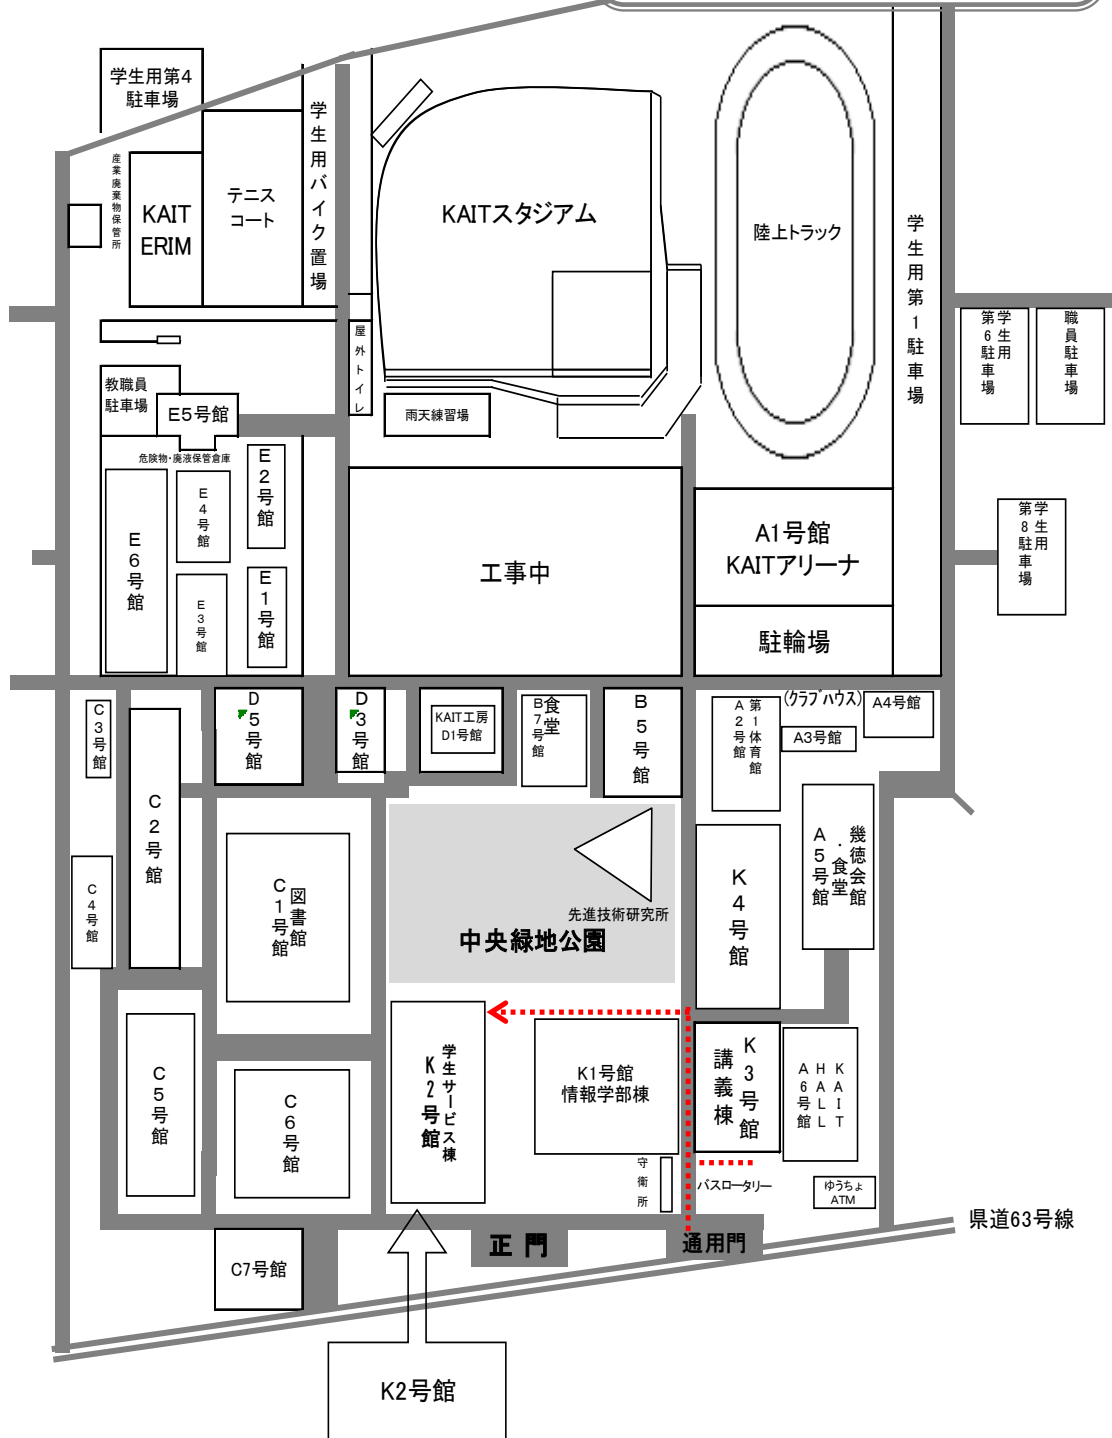 学生用第4
駐車場
産業廃棄物保管所
KAIT
ERIM
テニス
コート
学生用バイク置場
KAITスタジアム
陸上トラック
学生用第1駐車場
学生用
第6駐車場
職員駐車場
屋外トイレ
教職員
駐車場
E5号館
雨天練習場
危険物・廃液保管倉庫
E2号館
E4号館
E6号館
E1号館
E3号館
工事中
A1号館
KAITアリーナ
駐輪場
学生用
第8駐車場
C3号館
D5号館
D3号館
KAIT工房
D1号館
食堂
B7号館
B5号館
第1体育館
A2号館
(クラブハウス)
A3号館
A4号館
C2号館
C4号館
図書館
C1号館
先進技術研究所
中央緑地公園
K4号館
幾徳会館
・食堂
A5号館
C5号館
C6号館
学生サービス棟
K2号館
K1号館
情報学部棟
K3号館
講義棟
KAIT
HALL
A6号館
守衛所
バスロータリー
ゆうちょ
ATM
県道63号線
正門
通用門
C7号館
K2号館